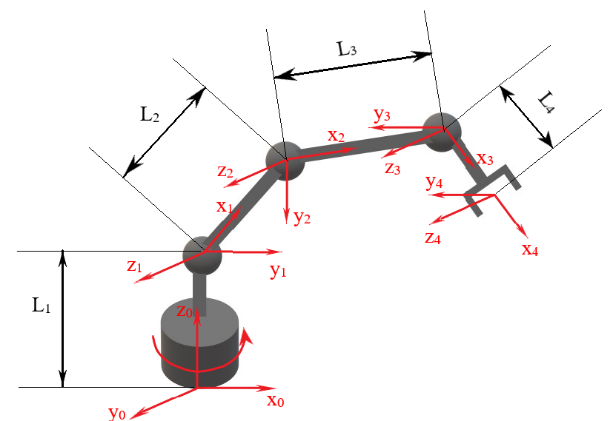 L₃
L₂
y₃
x₂
L₄
z₂
z₃
x₃
x₁
y₂
y₄
z₄
x₄
z₁
y₁
L₁
z₀
x₀
y₀